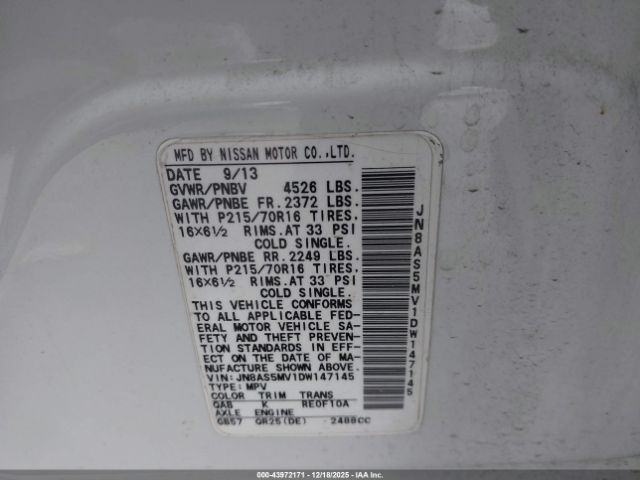 MFD BY NISSAN MOTOR CO.,LTD.
DATE 9/13
GVWR/PNBV 4526 LBS.
GAWR/PNBE FR. 2372 LBS.
WITH P215/70R16 TIRES.
16X6½ RIMS. AT 33 PSI
COLD SINGLE.
GAWR/PNBE RR. 2249 LBS.
WITH P215/70R16 TIRES.
16X6½ RIMS. AT 33 PSI
COLD SINGLE.
THIS VEHICLE CONFORMS
TO ALL APPLICABLE FED-
ERAL MOTOR VEHICLE SA-
FETY AND THEFT PREVEN-
TION STANDARDS IN EFF-
ECT ON THE DATE OF MA-
NUFACTURE SHOWN ABOVE.
VIN: JN8AS5MV1DW147145
TYPE: MPV
COLOR TRIM TRANS
QAB K RE0F10A
AXLE ENGINE
GB57 QR25(DE) 2488CC
JN8AS5MV1DW147145
000-43972171 - 12/18/2025 - IAA Inc.